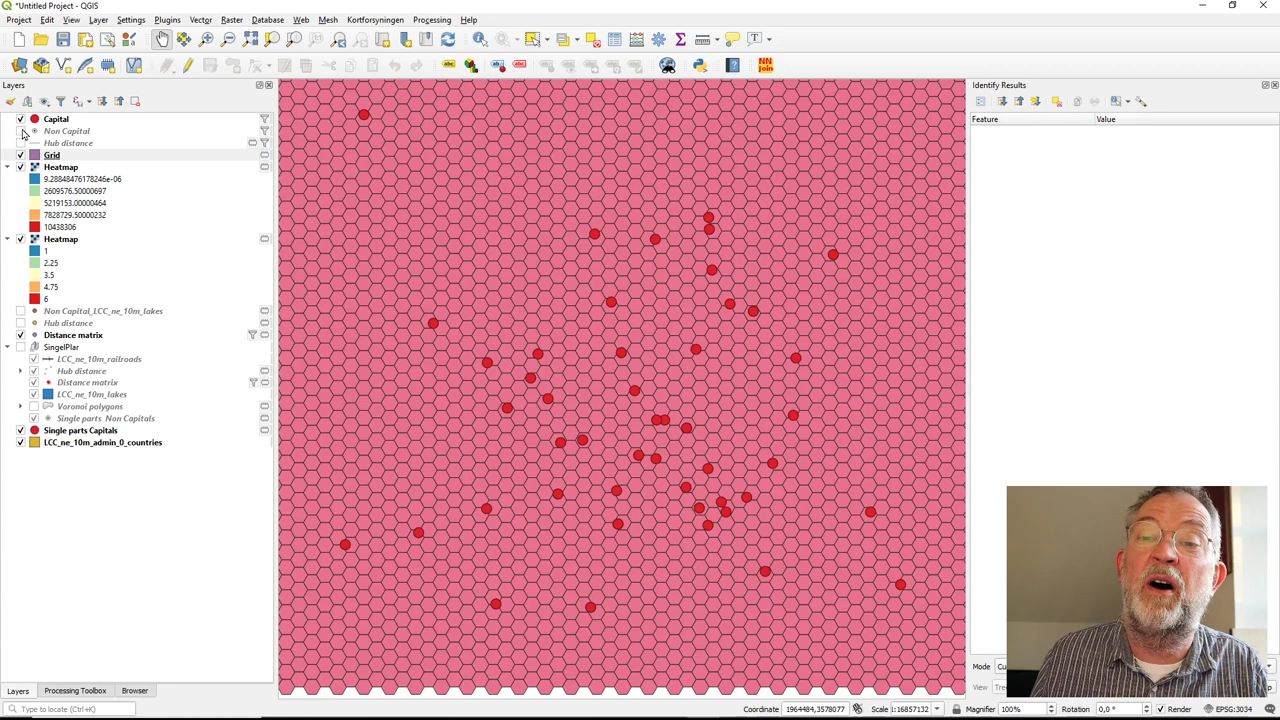 *Untitled Project - QGIS
Project Edit View Layer Settings Plugins Vector Raster Database Web Mesh Kortforsyningen Processing Help
Layers
Capital
Non Capital
Hub distance
Grid
Heatmap
9.28848476178246e-06
2609576.50000697
5219153.00000464
7828729.50000232
10438306
Heatmap
1
2.25
3.5
4.75
6
Non Capital_LCC_ne_10m_lakes
Hub distance
Distance matrix
SingelPlar
LCC_ne_10m_railroads
Hub distance
Distance matrix
LCC_ne_10m_lakes
Voronoi polygons
Single parts Non Capitals
Single parts Capitals
LCC_ne_10m_admin_0_countries
Layers Processing Toolbox Browser
Identify Results
Feature Value
Mode
View
Type to locate (Ctrl+K)
Coordinate 1964484,3578077 Scale 1:16857132 Magnifier 100% Rotation 0,0 ° Render EPSG:3034